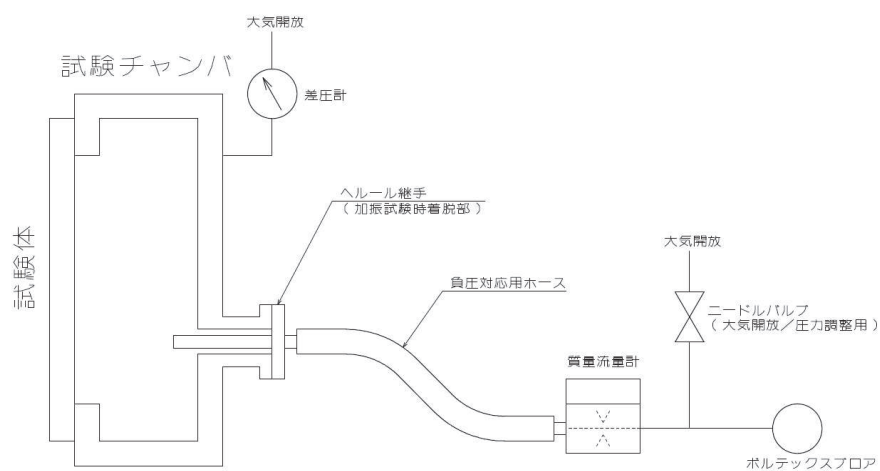 大気開放
試験チャンバ
差圧計
ヘルール継手
（加振試験時着脱部）
試験体
負圧対応用ホース
大気開放
ニードルバルブ
（大気開放／圧力調整用）
質量流量計
ボルテックスブロア